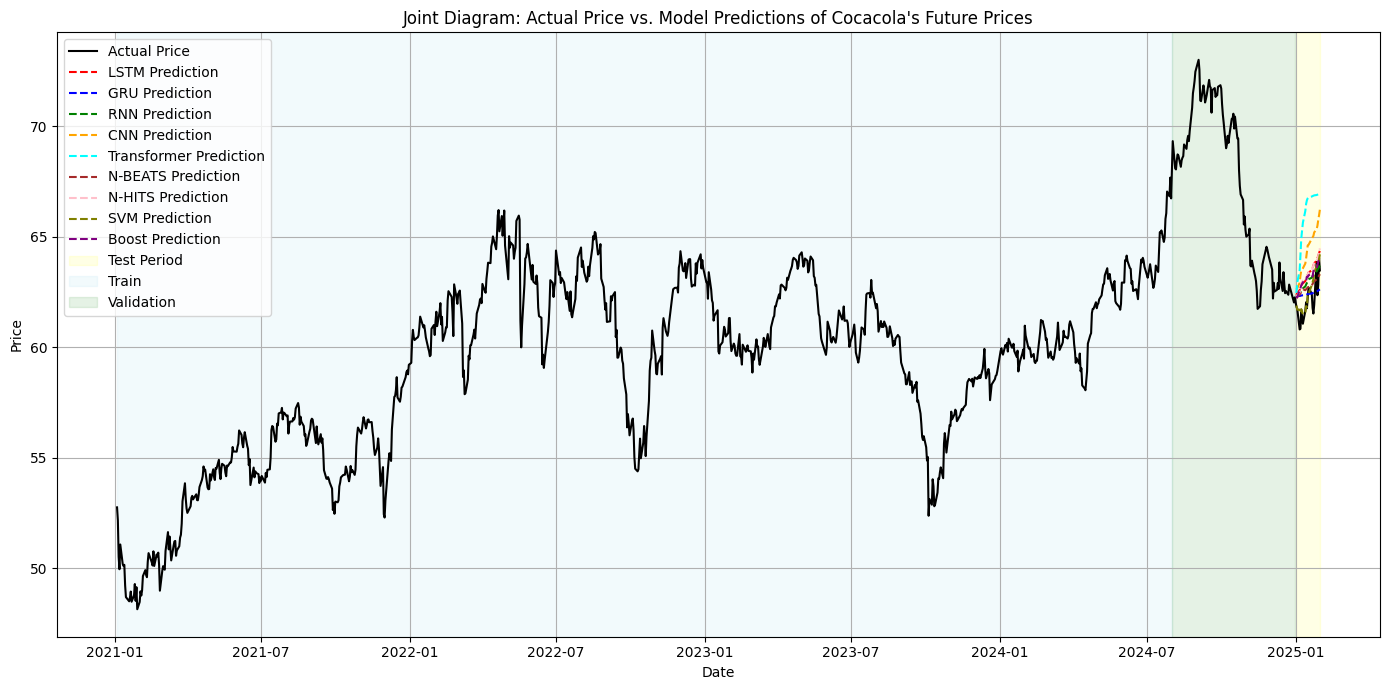 Joint Diagram: Actual Price vs. Model Predictions of Cocacola's Future Prices
Actual Price
LSTM Prediction
GRU Prediction
RNN Prediction
CNN Prediction
Transformer Prediction
N-BEATS Prediction
N-HITS Prediction
SVM Prediction
Boost Prediction
Test Period
Train
Validation
Price
70
65
60
55
50
2021-01 2021-07 2022-01 2022-07 2023-01 2023-07 2024-01 2024-07 2025-01
Date